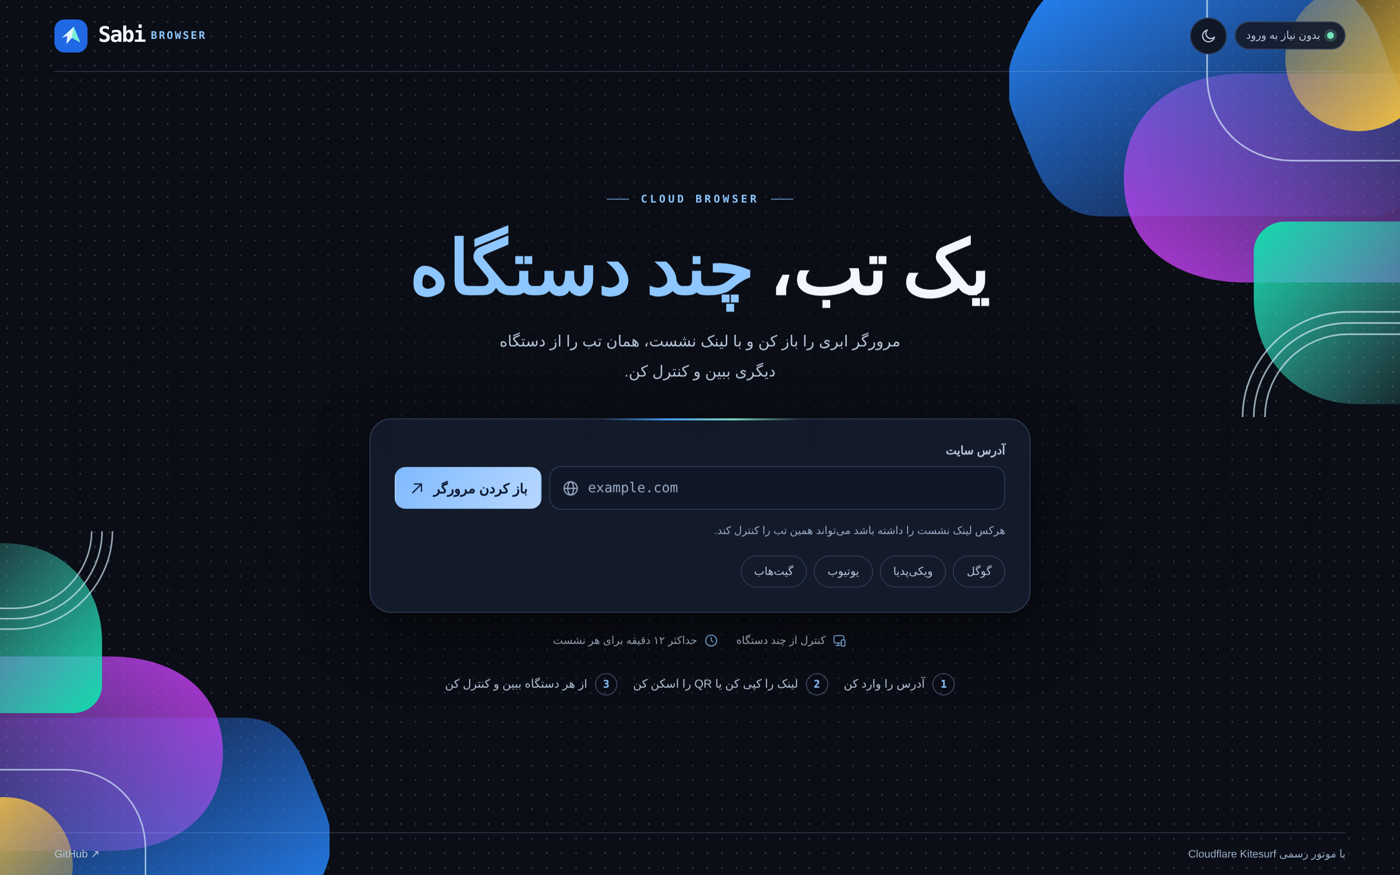 Sabi BROWSER
بدون نیاز به ورود
CLOUD BROWSER
یک تب، چند دستگاه
مرورگر ابری را باز کن و با لینک نشست، همان تب را از دستگاه
دیگری ببین و کنترل کن.
آدرس سایت
example.com
باز کردن مرورگر ↗
هرکس لینک نشست را داشته باشد می‌تواند همین تب را کنترل کند.
گوگل
ویکی‌پدیا
یوتیوب
گیت‌هاب
کنترل از چند دستگاه
حداکثر ۱۲ دقیقه برای هر نشست
1 آدرس را وارد کن
2 لینک را کپی کن یا QR را اسکن کن
3 از هر دستگاه ببین و کنترل کن
با موتور رسمی Cloudflare Kitesurf
GitHub ↗